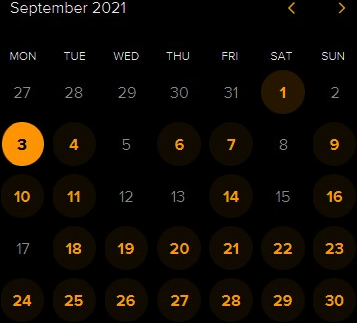 September 2021
MON TUE WED THU FRI SAT SUN
27 28 29 30 31 1 2
3 4 5 6 7 8 9
10 11 12 13 14 15 16
17 18 19 20 21 22 23
24 25 26 27 28 29 30